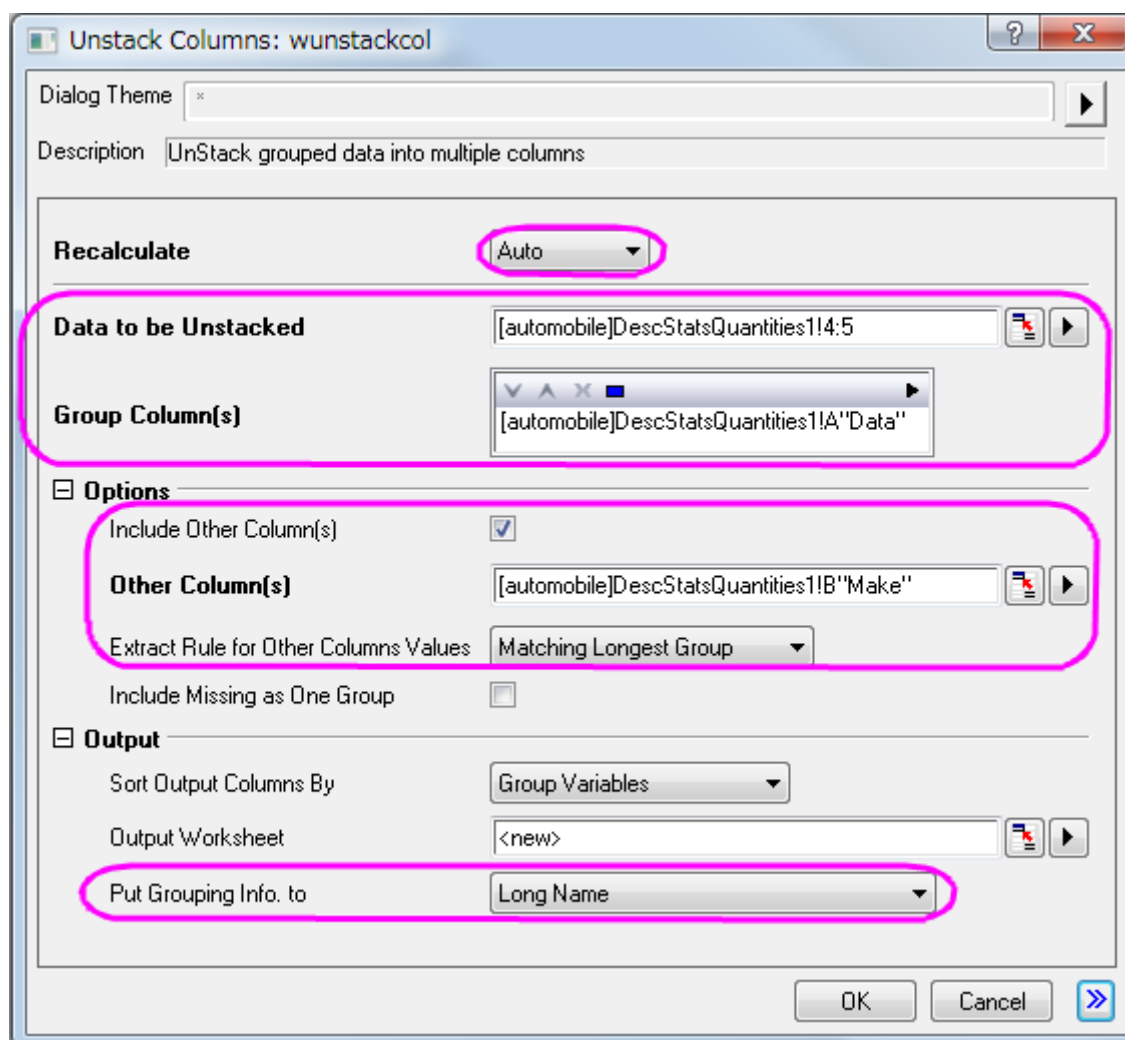 Unstack Columns: wunstackcol
Dialog Theme *
Description UnStack grouped data into multiple columns
Recalculate Auto
Data to be Unstacked [automobile]DescStatsQuantities1!4:5
Group Column(s) [automobile]DescStatsQuantities1!A"Data"
Options
Include Other Column(s)
Other Column(s) [automobile]DescStatsQuantities1!B"Make"
Extract Rule for Other Columns Values Matching Longest Group
Include Missing as One Group
Output
Sort Output Columns By Group Variables
Output Worksheet <new>
Put Grouping Info. to Long Name
OK Cancel